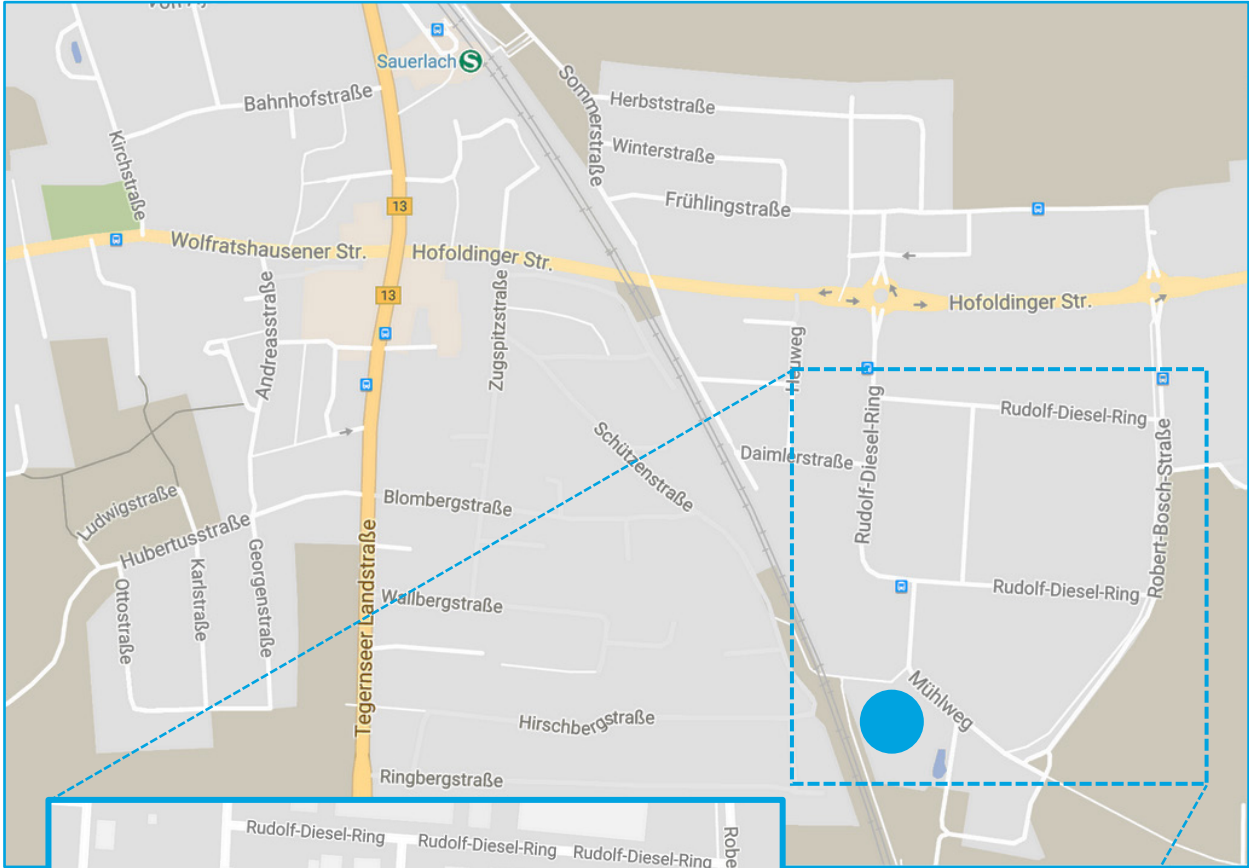 Sauerlach S
Bahnhofstraße
Kirchstraße
Sommerstraße
Herbststraße
Winterstraße
Frühlingstraße
13
Wolfratshausener Str.
Hofoldinger Str.
13
Hofoldinger Str.
Andreasstraße
Zugspitzstraße
Heuweg
Rudolf-Diesel-Ring
Rudolf-Diesel-Ring
Robert-Bosch-Straße
Schützenstraße
Daimlerstraße
Blombergstraße
Ludwigstraße
Hubertusstraße
Georgenstraße
Karlstraße
Ottostraße
Tegernseer Landstraße
Wallbergstraße
Rudolf-Diesel-Ring
Mühlweg
Hirschbergstraße
Ringbergstraße
Rudolf-Diesel-Ring
Rudolf-Diesel-Ring
Rudolf-Diesel-Ring
Robe